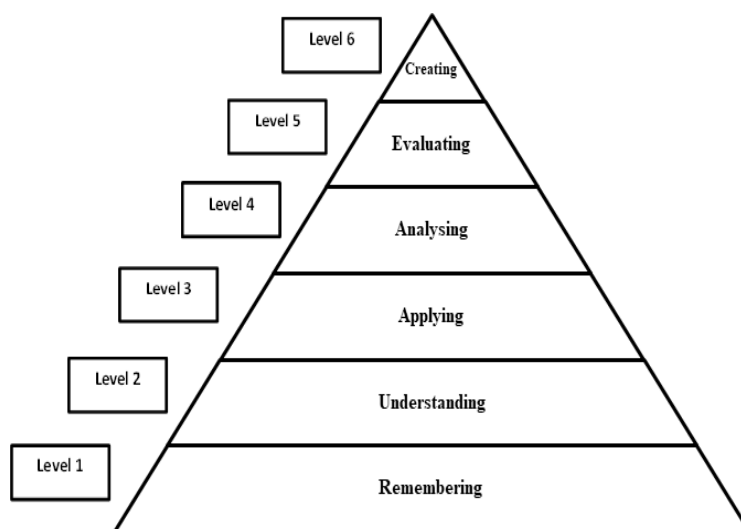 Level 6
Creating
Level 5
Evaluating
Level 4
Analysing
Level 3
Applying
Level 2
Understanding
Level 1
Remembering